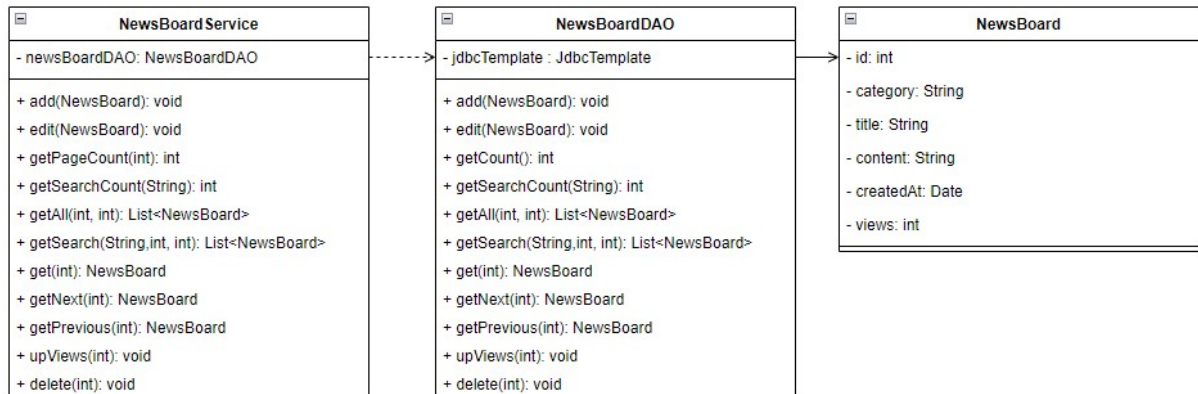 NewsBoardService
- newsBoardDAO: NewsBoardDAO
+ add(NewsBoard): void
+ edit(NewsBoard): void
+ getPageCount(int): int
+ getSearchCount(String): int
+ getAll(int, int): List<NewsBoard>
+ getSearch(String,int, int): List<NewsBoard>
+ get(int): NewsBoard
+ getNext(int): NewsBoard
+ getPrevious(int): NewsBoard
+ upViews(int): void
+ delete(int): void
NewsBoardDAO
- jdbcTemplate : JdbcTemplate
+ add(NewsBoard): void
+ edit(NewsBoard): void
+ getCount(): int
+ getSearchCount(String): int
+ getAll(int, int): List<NewsBoard>
+ getSearch(String,int, int): List<NewsBoard>
+ get(int): NewsBoard
+ getNext(int): NewsBoard
+ getPrevious(int): NewsBoard
+ upViews(int): void
+ delete(int): void
NewsBoard
- id: int
- category: String
- title: String
- content: String
- createdAt: Date
- views: int